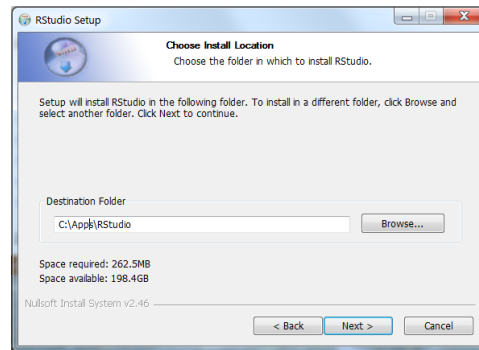 RStudio Setup
Choose Install Location
Choose the folder in which to install RStudio.
Setup will install RStudio in the following folder. To install in a different folder, click Browse and
select another folder. Click Next to continue.
Destination Folder
C:\Apps\RStudio
Browse...
Space required: 262.5MB
Space available: 198.4GB
Nullsoft Install System v2.46
< Back Next > Cancel